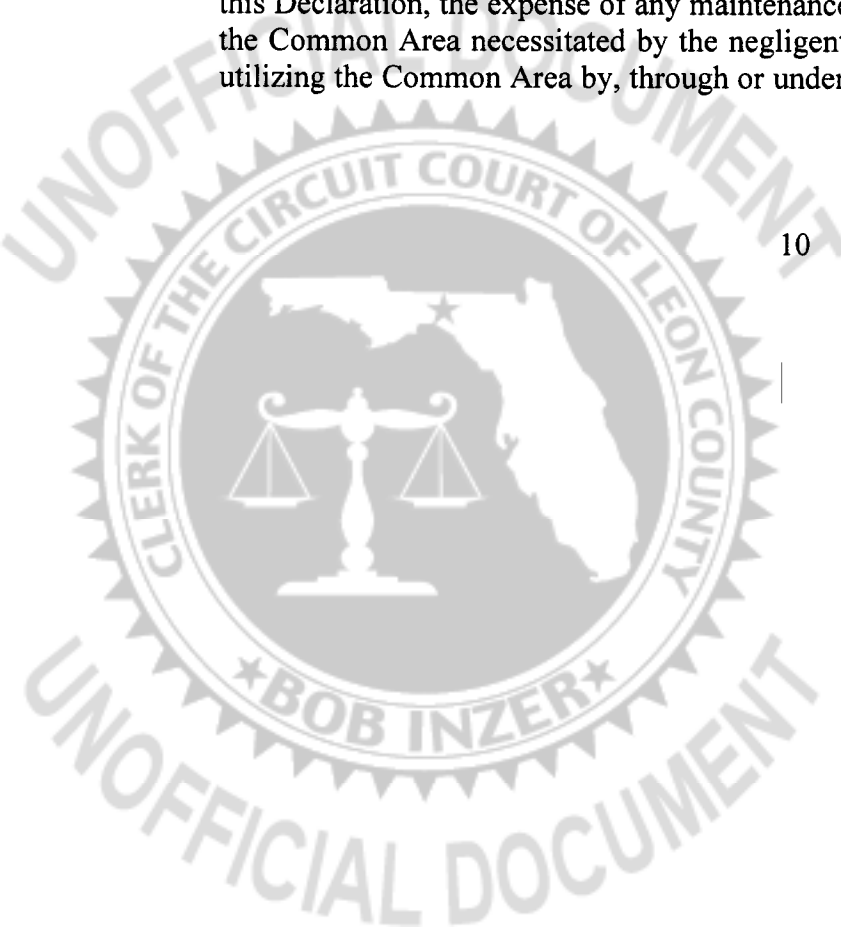 this Declaration, the expense of any maintenance
the Common Area necessitated by the negligent
utilizing the Common Area by, through or under
UNOFFICIAL DOCUMENT
CLERK OF THE CIRCUIT COURT OF LEON COUNTY
10
BOB INZER
UNOFFICIAL DOCUMENT